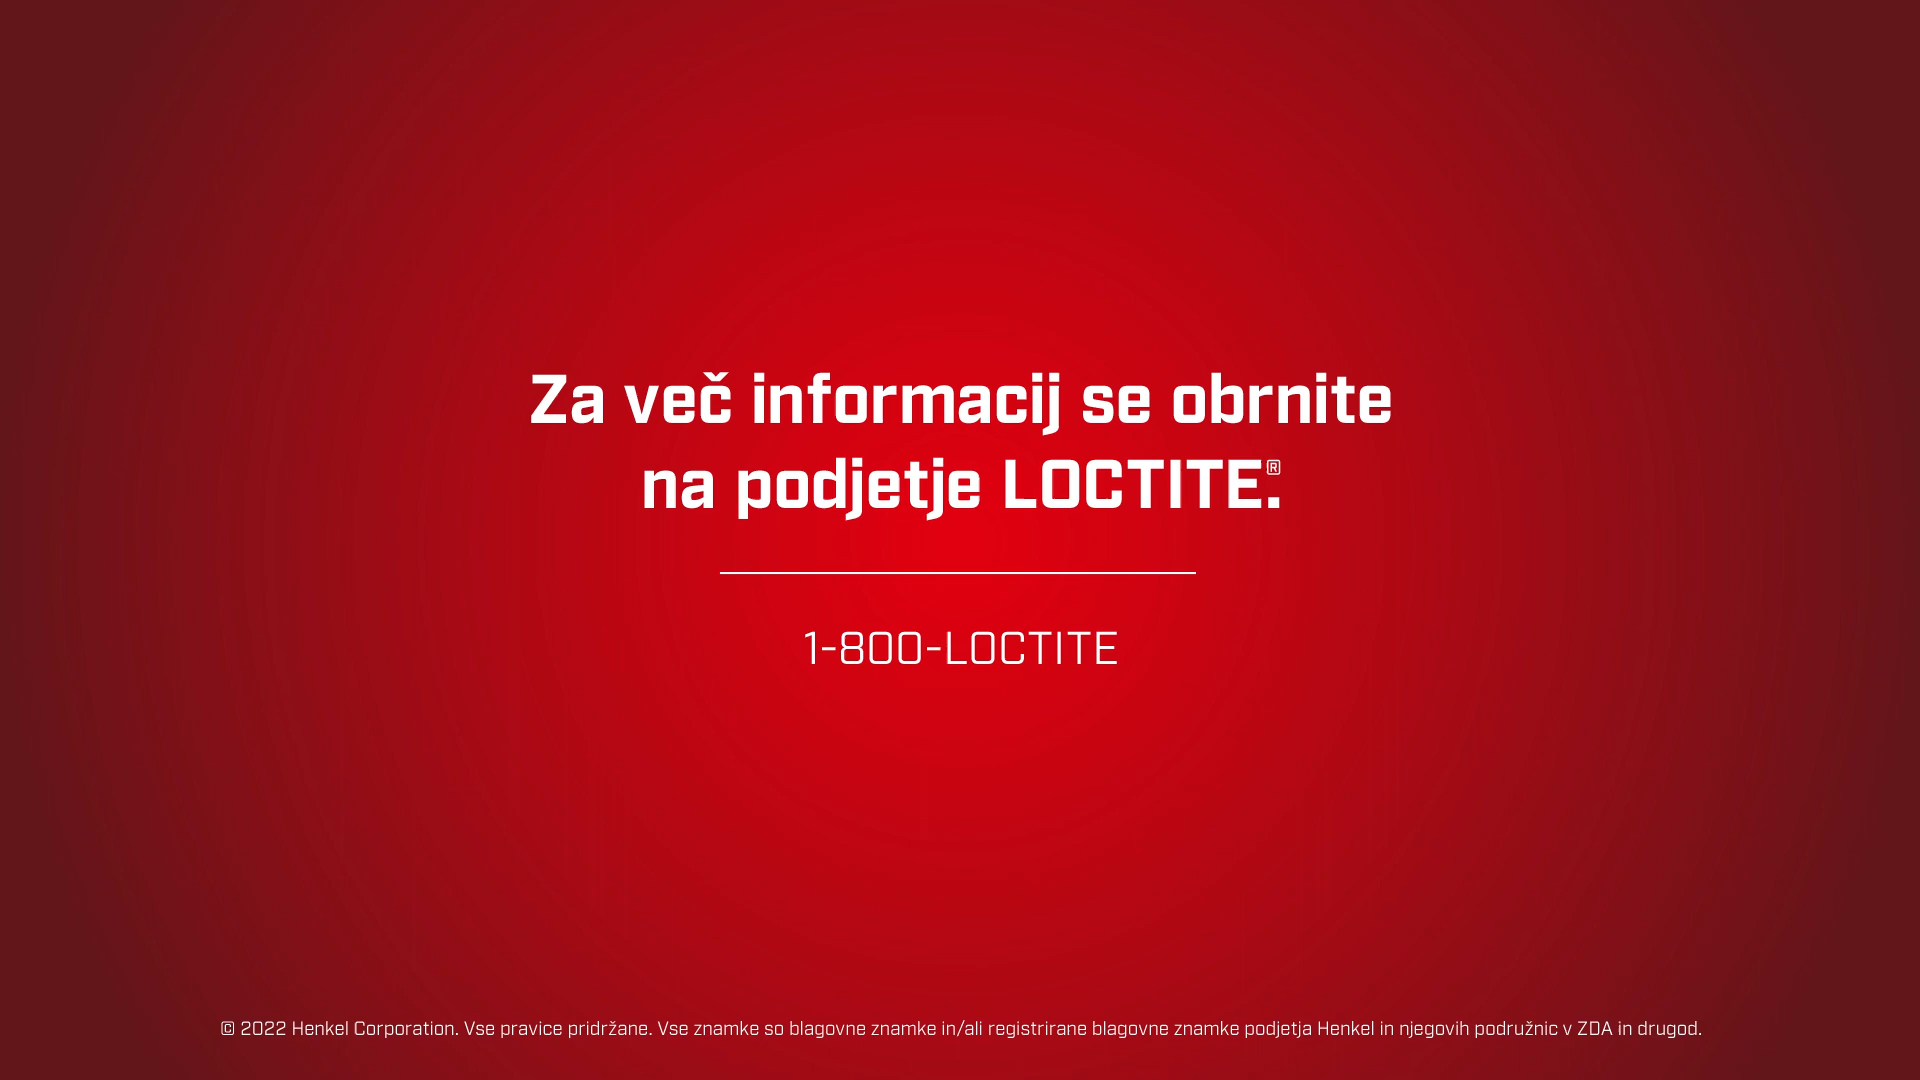 Za več informacij se obrnite
na podjetje LOCTITE®.
1-800-LOCTITE
© 2022 Henkel Corporation. Vse pravice pridržane. Vse znamke so blagovne znamke in/ali registrirane blagovne znamke podjetja Henkel in njegovih podružnic v ZDA in drugod.